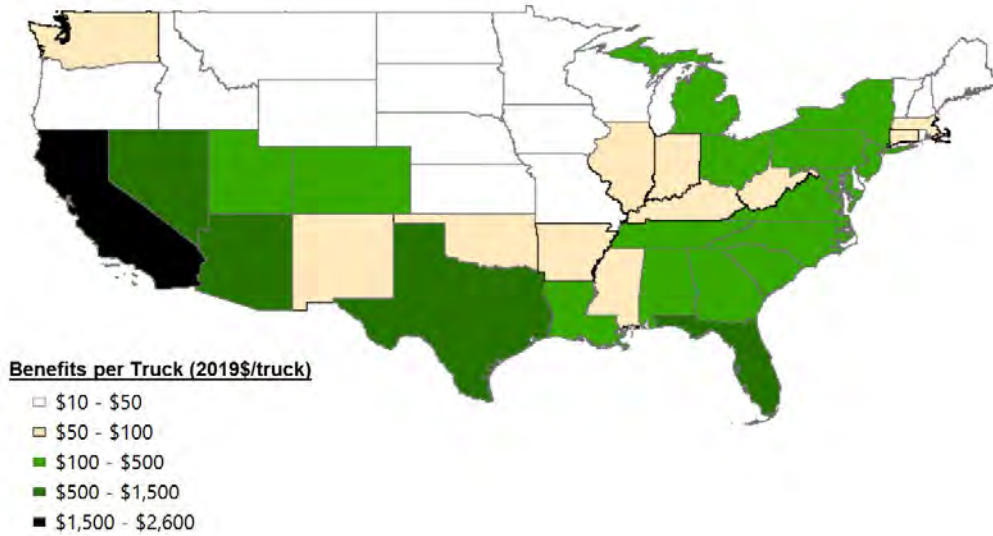 Benefits per Truck (2019$/truck)
$10 - $50
$50 - $100
$100 - $500
$500 - $1,500
$1,500 - $2,600